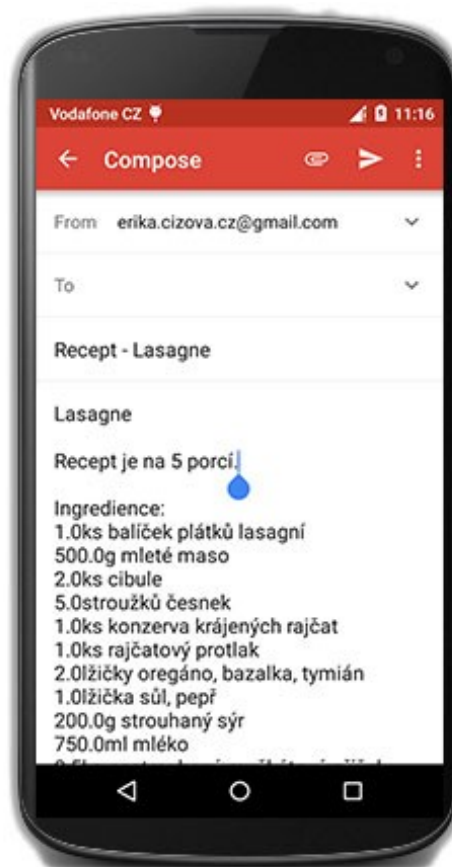 Vodafone CZ 11:16
Compose
From erika.cizova.cz@gmail.com
To
Recept - Lasagne
Lasagne
Recept je na 5 porcí.
Ingredience:
1.0ks balíček plátků lasagní
500.0g mleté maso
2.0ks cibule
5.0stroužků česnek
1.0ks konzerva krájených rajčat
1.0ks rajčatový protlak
2.0lžičky oregáno, bazalka, tymián
1.0lžička sůl, pepř
200.0g strouhaný sýr
750.0ml mléko